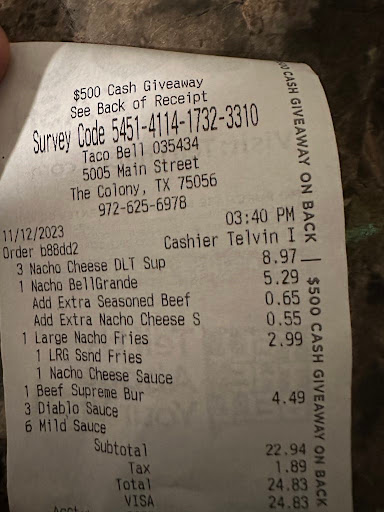 $500 Cash Giveaway
See Back of Receipt
Survey Code 5451-4114-1732-3310
Taco Bell 035434
5005 Main Street
The Colony, TX 75056
972-625-6978
11/12/2023 03:40 PM
Order b88dd2 Cashier Telvin I
3 Nacho Cheese DLT Sup 8.97
1 Nacho BellGrande 5.29
Add Extra Seasoned Beef 0.65
Add Extra Nacho Cheese S 0.55
1 Large Nacho Fries 2.99
1 LRG Ssnd Fries
1 Nacho Cheese Sauce
1 Beef Supreme Bur 4.49
3 Diablo Sauce
6 Mild Sauce
Subtotal 22.94
Tax 1.89
Total 24.83
VISA 24.83
CASH GIVEAWAY ON BACK
$500 CASH GIVEAWAY ON BACK